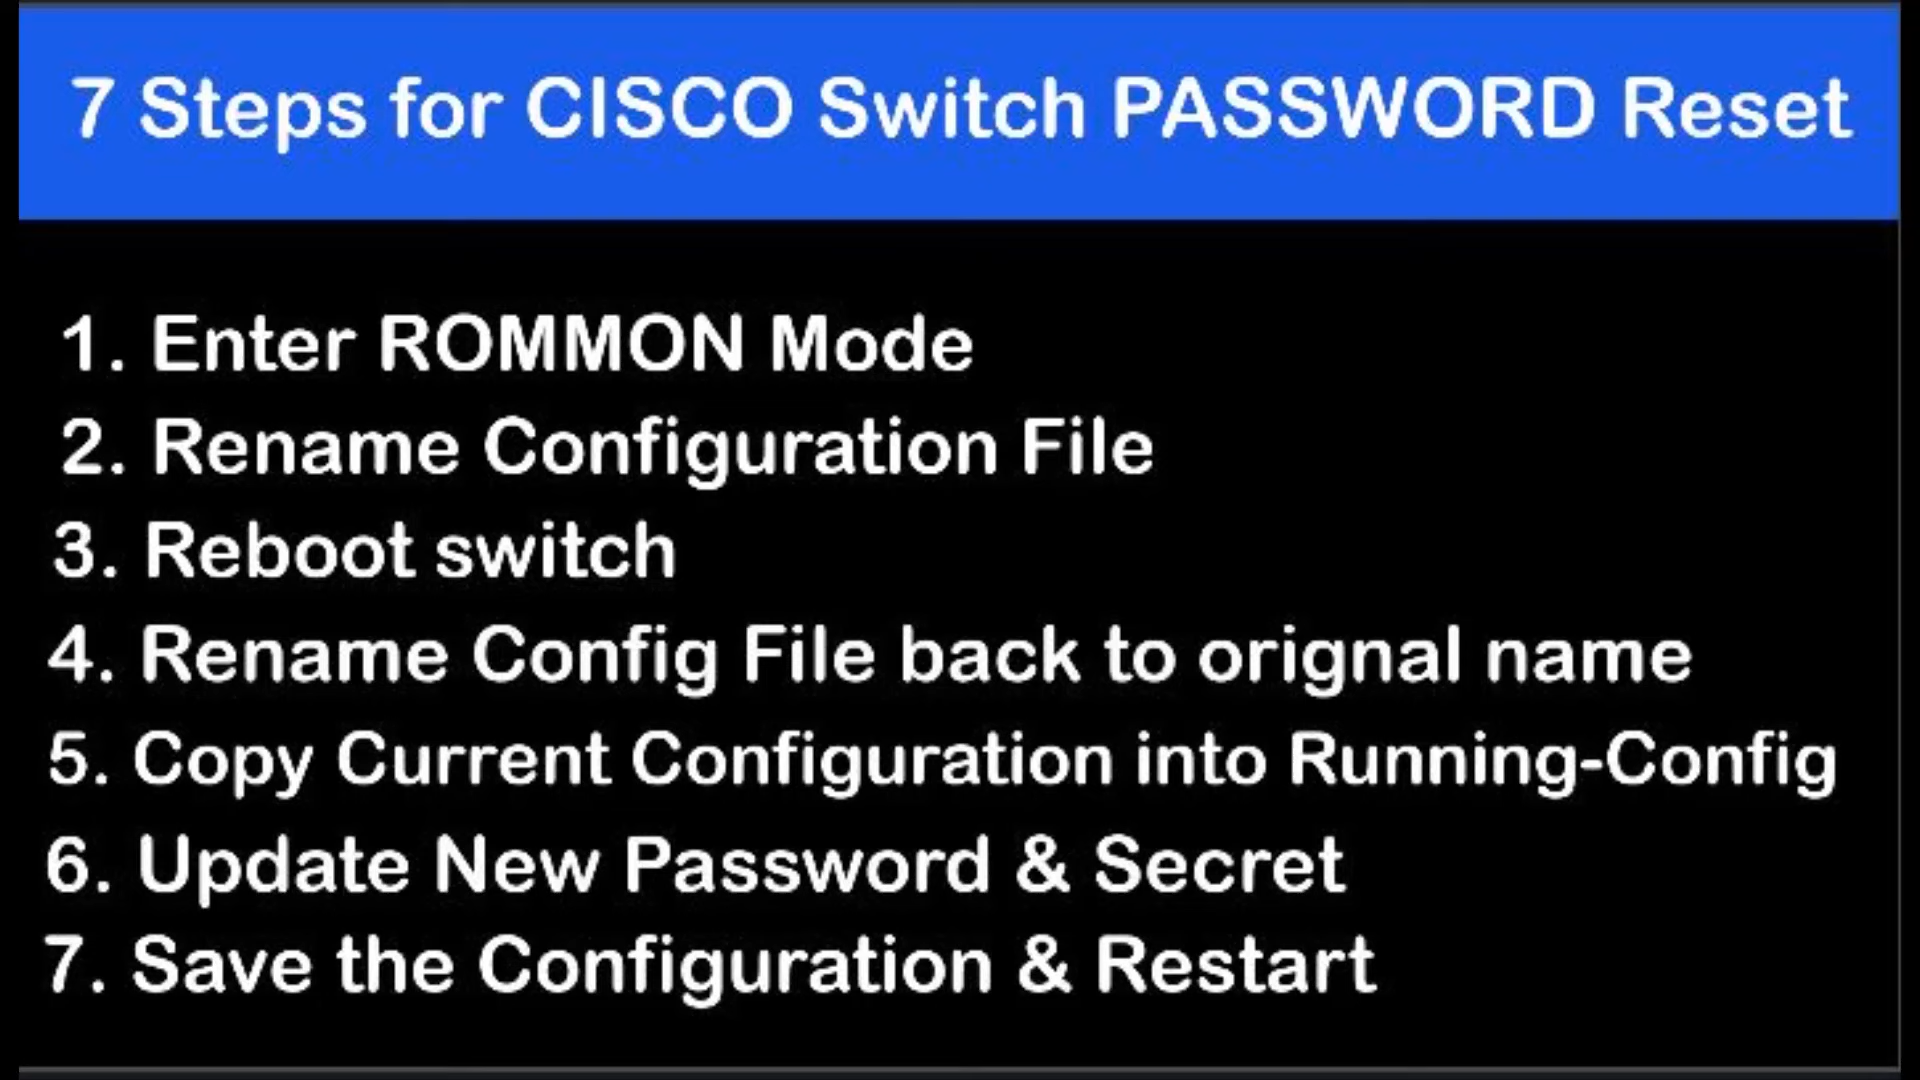 7 Steps for CISCO Switch PASSWORD Reset
1. Enter ROMMON Mode
2. Rename Configuration File
3. Reboot switch
4. Rename Config File back to orignal name
5. Copy Current Configuration into Running-Config
6. Update New Password & Secret
7. Save the Configuration & Restart